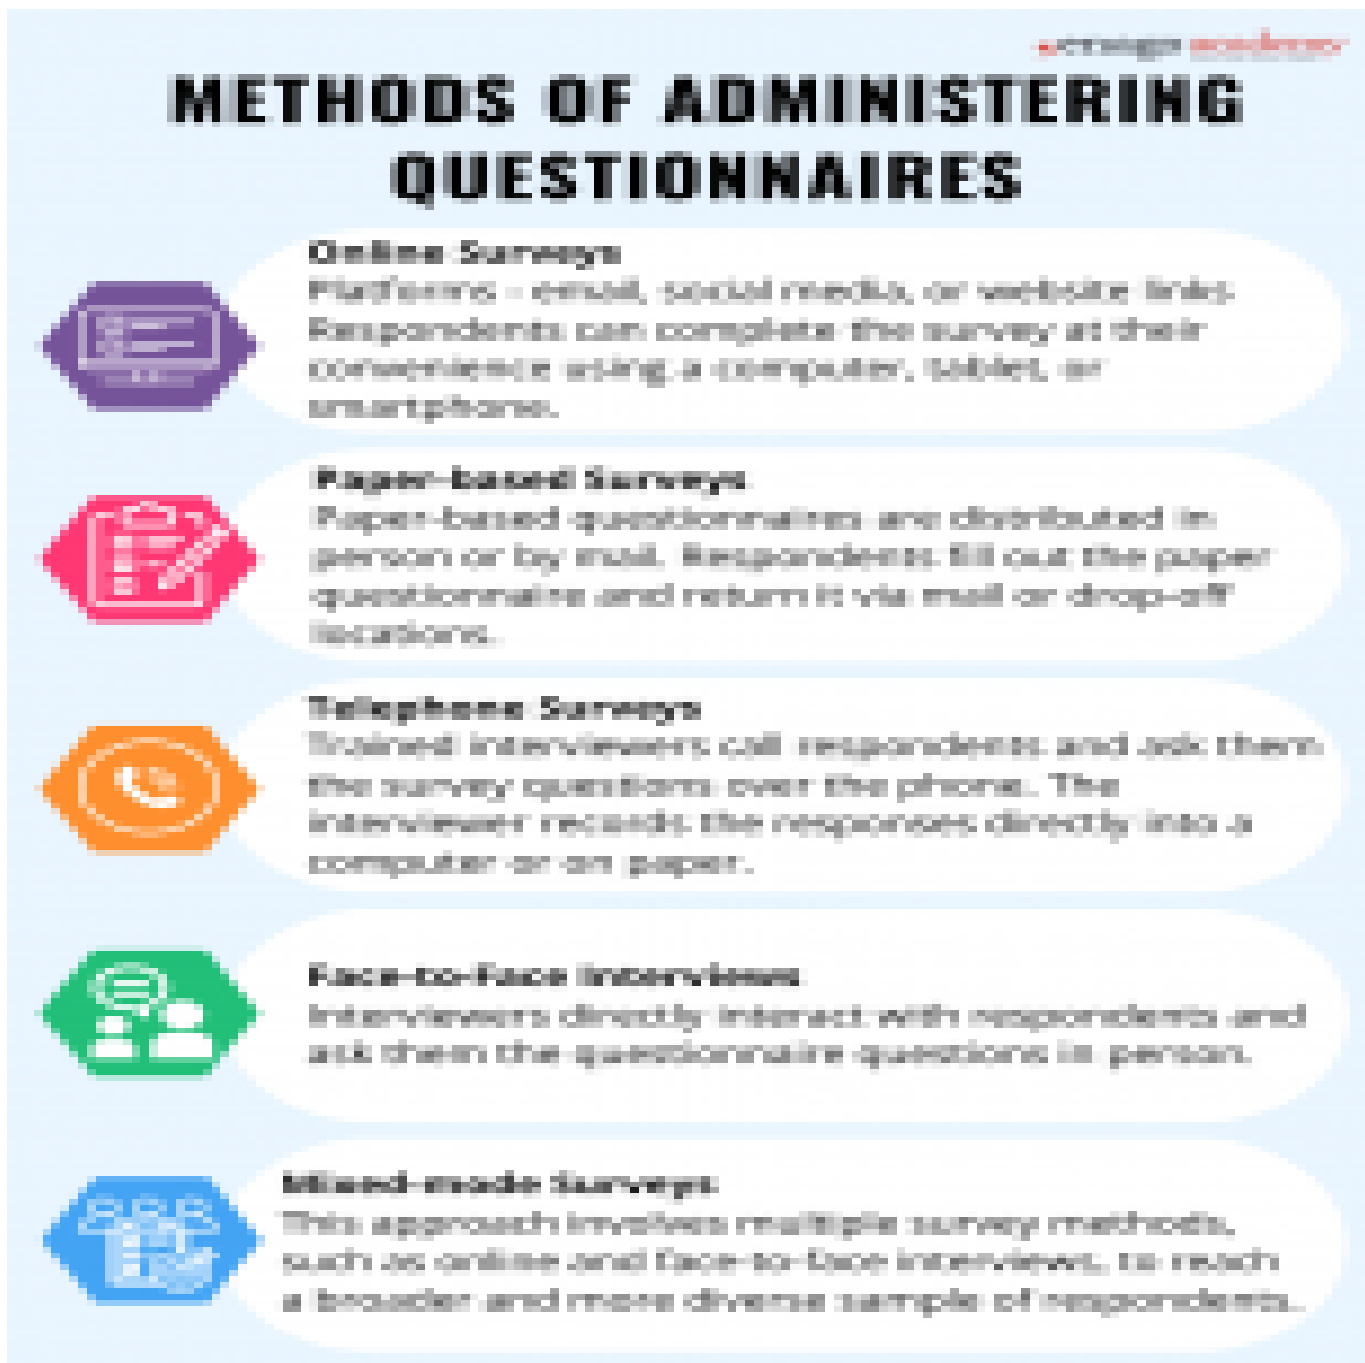 enago academy
METHODS OF ADMINISTERING
QUESTIONNAIRES
Online Surveys
Platforms - email, social media, or website links
Respondents can complete the survey at their
convenience using a computer, tablet, or
smartphone.
Paper-based Surveys
Paper-based questionnaires are distributed in
person or by mail. Respondents fill out the paper
questionnaire and return it via mail or drop-off
locations.
Telephone Surveys
Trained interviewers call respondents and ask them
the survey questions over the phone. The
interviewer records the responses directly into a
computer or on paper.
Face-to-Face Interviews
Interviewers directly interact with respondents and
ask them the questionnaire questions in person.
Mixed-mode Surveys
This approach involves multiple survey methods,
such as online and face-to-face interviews, to reach
a broader and more diverse sample of respondents.